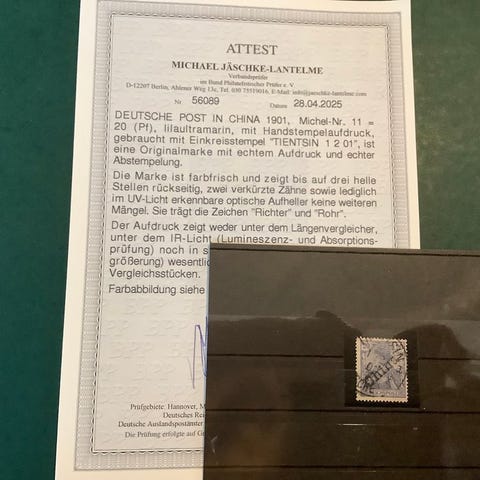 ATTEST
MICHAEL JÄSCHKE-LANTELME
Verbandsprüfer
im Bund Philatelistischer Prüfer e. V.
D-12207 Berlin, Ahlener Weg 13c, Tel. 030 75519016, E-Mail: info@jaeschke-lantelme.com
Nr 56089 Datum 28.04.2025
DEUTSCHE POST IN CHINA 1901, Michel-Nr. 11 =
20 (Pf), lilaultramarin, mit Handstempelaufdruck,
gebraucht mit Einkreisstempel "TIENTSIN 1 2 01", ist
eine Originalmarke mit echtem Aufdruck und echter
Abstempelung.
Die Marke ist farbfrisch und zeigt bis auf drei helle
Stellen rückseitig, zwei verkürzte Zähne sowie lediglich
im UV-Licht erkennbare optische Aufheller keine weiteren
Mängel. Sie trägt die Zeichen "Richter" und "Rohr".
Der Aufdruck zeigt weder unter dem Längenvergleicher,
unter dem IR-Licht (Lumineszenz- und Absorptions-
prüfung) noch in s
größerung) wesentlic
Vergleichsstücken.
Farbabbildung siehe
Prüfgebiete: Hannover, M
Deutsches Rei
Deutsche Auslandspostämter
Die Prüfung erfolgte auf Gr
China